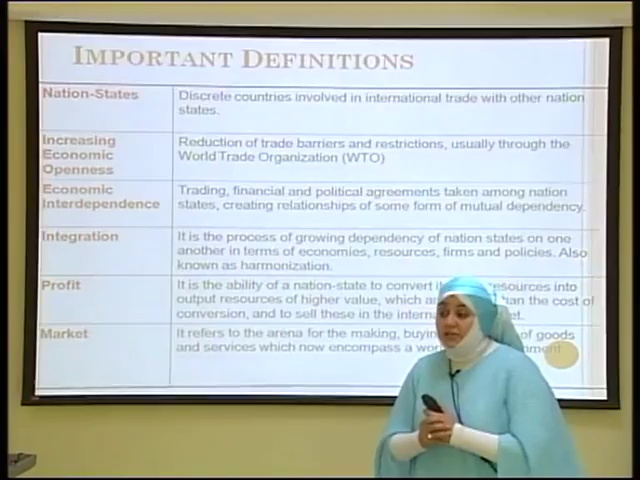 IMPORTANT DEFINITIONS
Nation-States
Discrete countries involved in international trade with other nation
states.
Increasing
Economic
Openness
Reduction of trade barriers and restrictions, usually through the
World Trade Organization (WTO)
Economic
Interdependence
Trading, financial and political agreements taken among nation
states, creating relationships of some form of mutual dependency.
Integration
It is the process of growing dependency of nation states on one
another in terms of economies, resources, firms and policies. Also
known as harmonization.
Profit
It is the ability of a nation-state to convert resources into
output resources of higher value, which than the cost of
conversion, and to sell these in the
Market
It refers to the arena for the making, of goods
and services which now encompass a